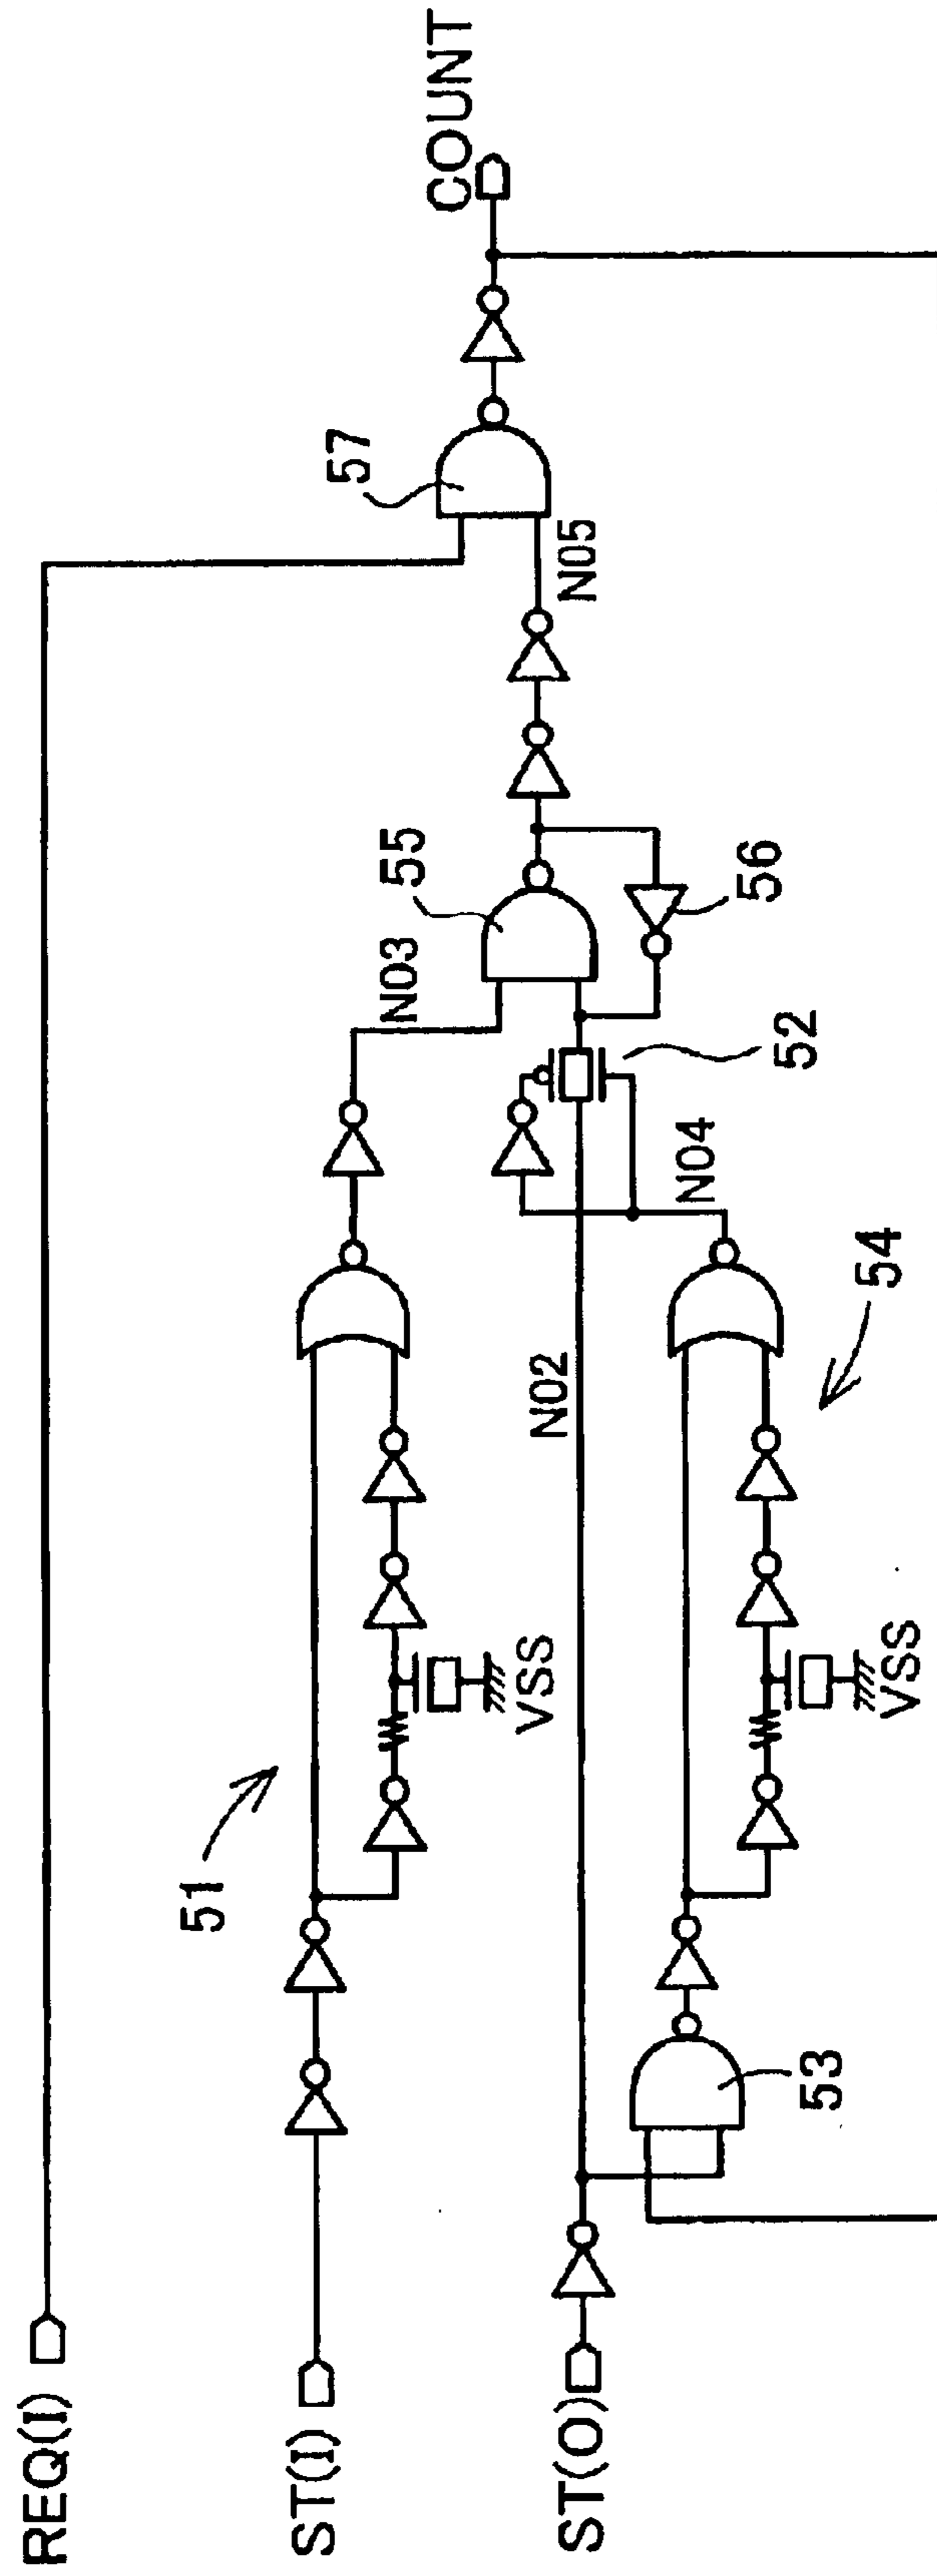 REQ(I)
ST(I)
ST(O)
51
VSS
N03
55
57
COUNT
N05
56
52
N02
N04
53
54
VSS